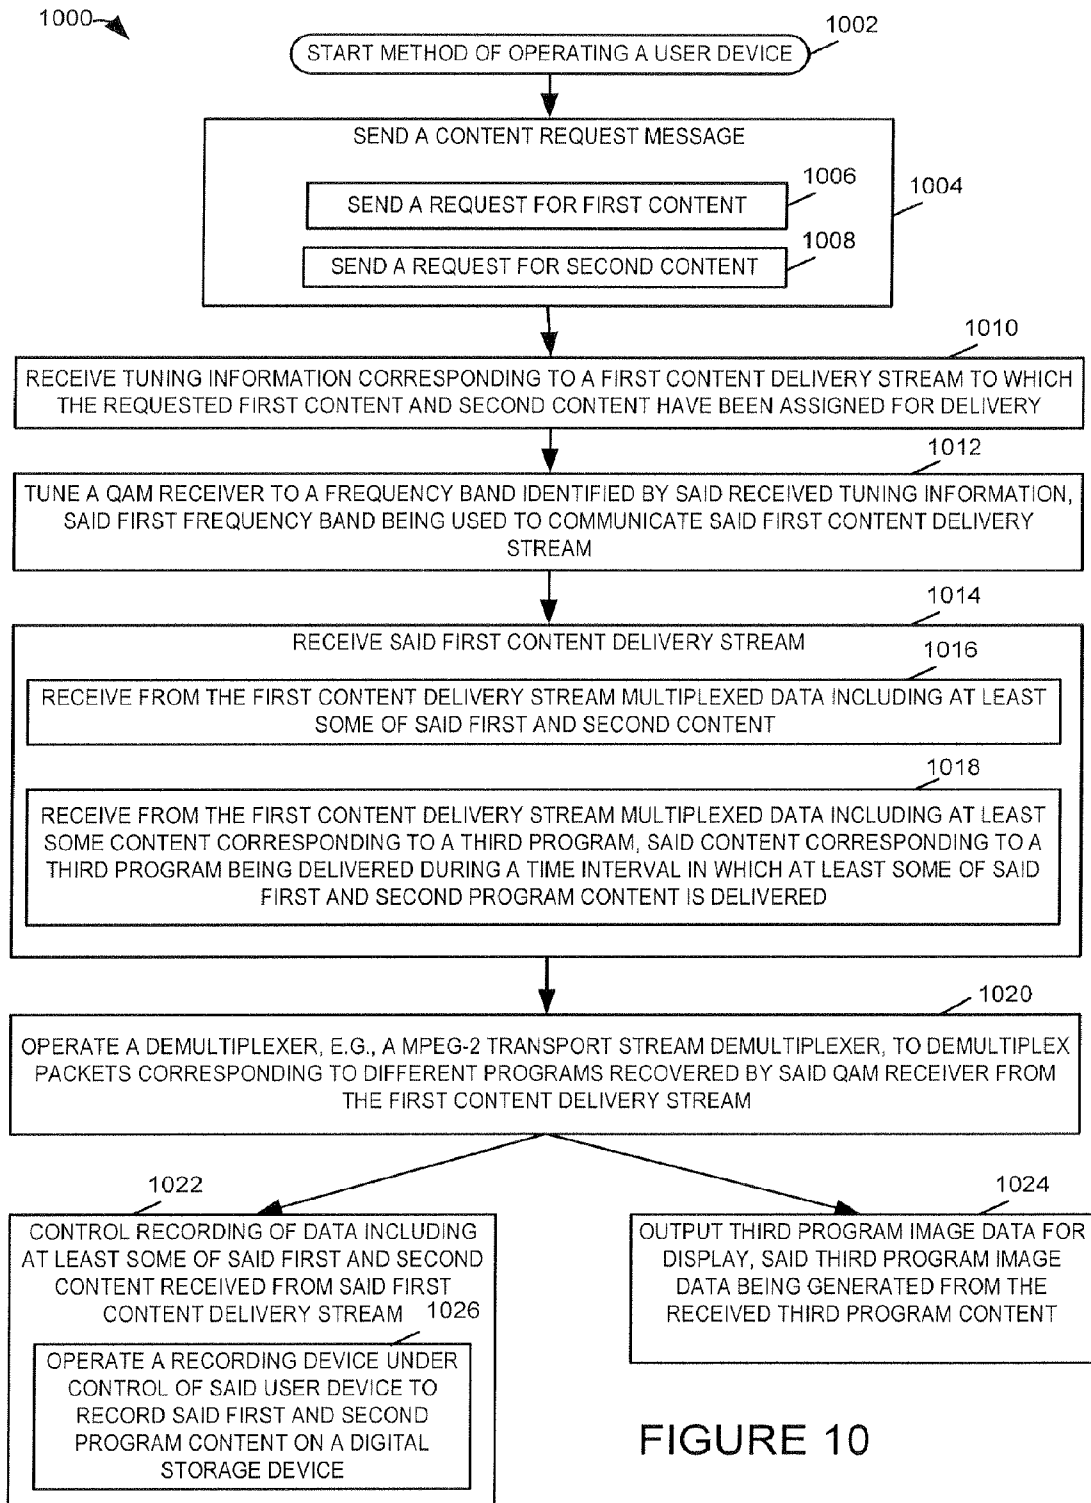 1000
1002
START METHOD OF OPERATING A USER DEVICE
SEND A CONTENT REQUEST MESSAGE
1006
1004
SEND A REQUEST FOR FIRST CONTENT
1008
SEND A REQUEST FOR SECOND CONTENT
1010
RECEIVE TUNING INFORMATION CORRESPONDING TO A FIRST CONTENT DELIVERY STREAM TO WHICH
THE REQUESTED FIRST CONTENT AND SECOND CONTENT HAVE BEEN ASSIGNED FOR DELIVERY
1012
TUNE A QAM RECEIVER TO A FREQUENCY BAND IDENTIFIED BY SAID RECEIVED TUNING INFORMATION,
SAID FIRST FREQUENCY BAND BEING USED TO COMMUNICATE SAID FIRST CONTENT DELIVERY
STREAM
1014
RECEIVE SAID FIRST CONTENT DELIVERY STREAM
1016
RECEIVE FROM THE FIRST CONTENT DELIVERY STREAM MULTIPLEXED DATA INCLUDING AT LEAST
SOME OF SAID FIRST AND SECOND CONTENT
1018
RECEIVE FROM THE FIRST CONTENT DELIVERY STREAM MULTIPLEXED DATA INCLUDING AT LEAST
SOME CONTENT CORRESPONDING TO A THIRD PROGRAM, SAID CONTENT CORRESPONDING TO A
THIRD PROGRAM BEING DELIVERED DURING A TIME INTERVAL IN WHICH AT LEAST SOME OF SAID
FIRST AND SECOND PROGRAM CONTENT IS DELIVERED
1020
OPERATE A DEMULTIPLEXER, E.G., A MPEG-2 TRANSPORT STREAM DEMULTIPLEXER, TO DEMULTIPLEX
PACKETS CORRESPONDING TO DIFFERENT PROGRAMS RECOVERED BY SAID QAM RECEIVER FROM
THE FIRST CONTENT DELIVERY STREAM
1022
CONTROL RECORDING OF DATA INCLUDING
AT LEAST SOME OF SAID FIRST AND SECOND
CONTENT RECEIVED FROM SAID FIRST
CONTENT DELIVERY STREAM
1026
OPERATE A RECORDING DEVICE UNDER
CONTROL OF SAID USER DEVICE TO
RECORD SAID FIRST AND SECOND
PROGRAM CONTENT ON A DIGITAL
STORAGE DEVICE
1024
OUTPUT THIRD PROGRAM IMAGE DATA FOR
DISPLAY, SAID THIRD PROGRAM IMAGE
DATA BEING GENERATED FROM THE
RECEIVED THIRD PROGRAM CONTENT
FIGURE 10